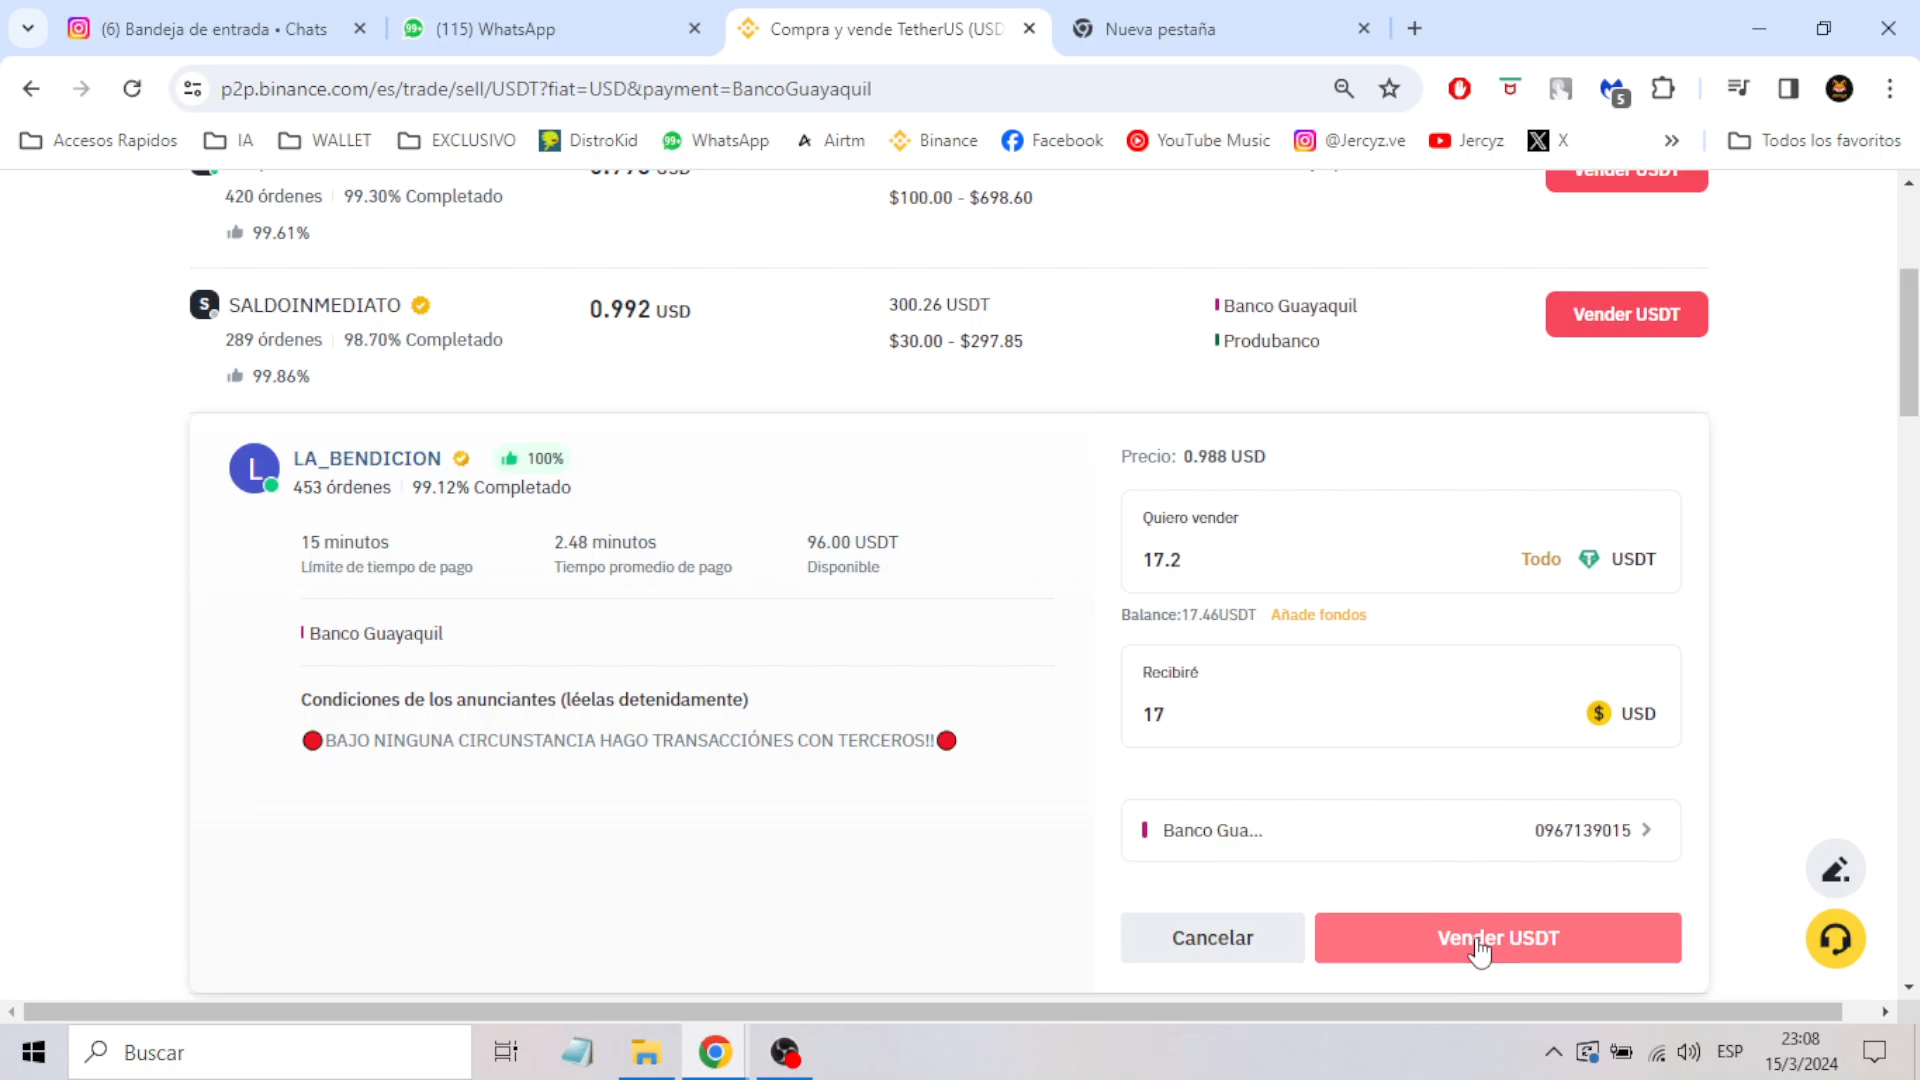 (6) Bandeja de entrada • Chats
(115) WhatsApp
Compra y vende TetherUS (USD
Nueva pestaña
p2p.binance.com/es/trade/sell/USDT?fiat=USD&payment=BancoGuayaquil
5
Accesos Rapidos
IA
WALLET
EXCLUSIVO
DistroKid
WhatsApp
Airtm
Binance
Facebook
YouTube Music
@Jercyz.ve
Jercyz
X
Todos los favoritos
USD
Vender USDT
420 órdenes
99.30% Completado
$100.00 - $698.60
99.61%
S
SALDOINMEDIATO
0.992 USD
300.26 USDT
Banco Guayaquil
Vender USDT
289 órdenes
98.70% Completado
$30.00 - $297.85
Produbanco
99.86%
L
LA_BENDICION
100%
453 órdenes
99.12% Completado
15 minutos
2.48 minutos
96.00 USDT
Límite de tiempo de pago
Tiempo promedio de pago
Disponible
Banco Guayaquil
Condiciones de los anunciantes (léelas detenidamente)
BAJO NINGUNA CIRCUNSTANCIA HAGO TRANSACCIÓNES CON TERCEROS!!
Precio: 0.988 USD
Quiero vender
17.2
Todo
USDT
Balance:17.46USDT
Añade fondos
Recibiré
17
USD
Banco Gua...
0967139015
Cancelar
Vender USDT
Buscar
ESP
23:08
15/3/2024